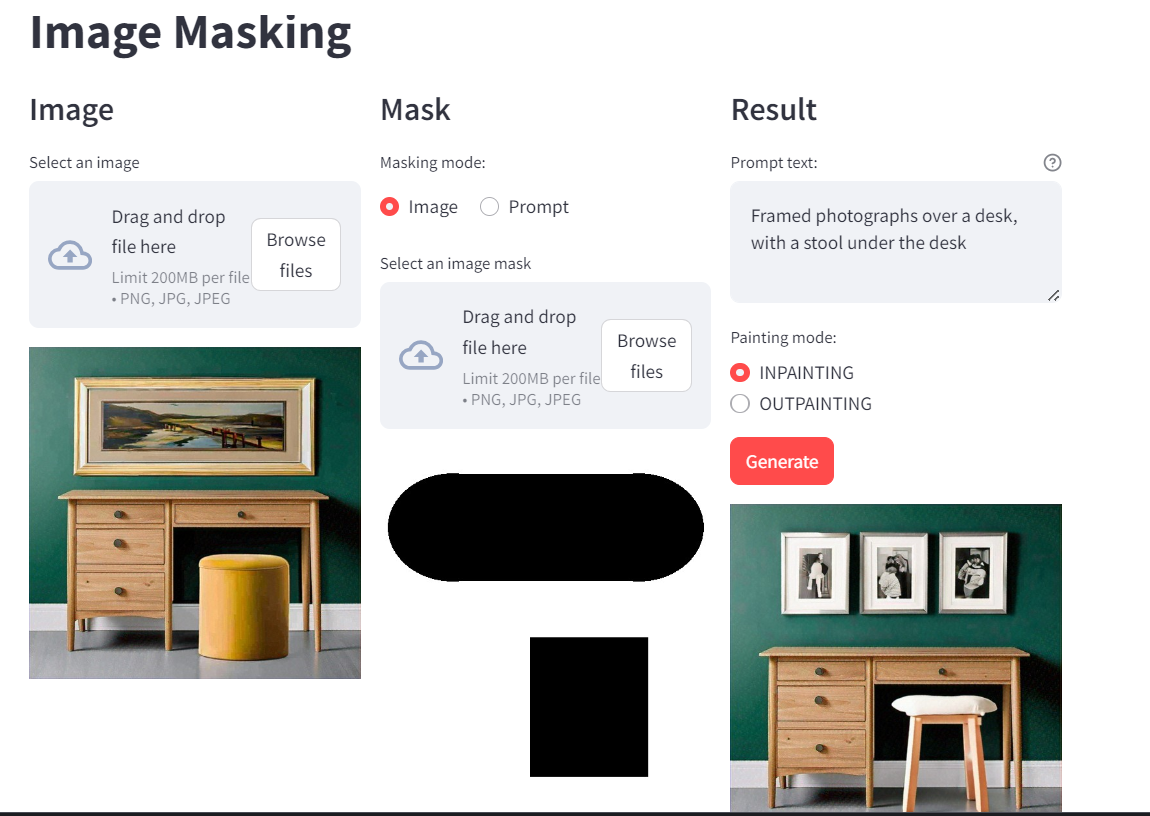 Image Masking
Image
Select an image
Drag and drop
file here
Limit 200MB per file
• PNG, JPG, JPEG
Browse
files
Mask
Masking mode:
Image
Prompt
Select an image mask
Drag and drop
file here
Limit 200MB per file
• PNG, JPG, JPEG
Browse
files
Result
Prompt text:
?
Framed photographs over a desk,
with a stool under the desk
Painting mode:
INPAINTING
OUTPAINTING
Generate